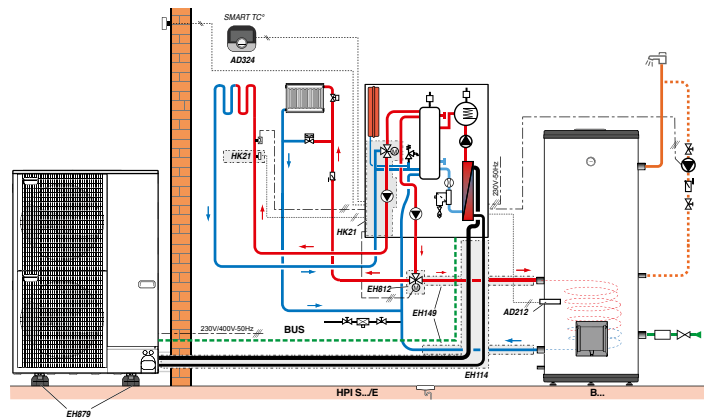 SMART TC°
AD324
HK21
HK21
230V-50Hz
M
M
EH812
EH149
AD212
230V/400V-50Hz
BUS
EH114
HPI S.../E
B...
EH879